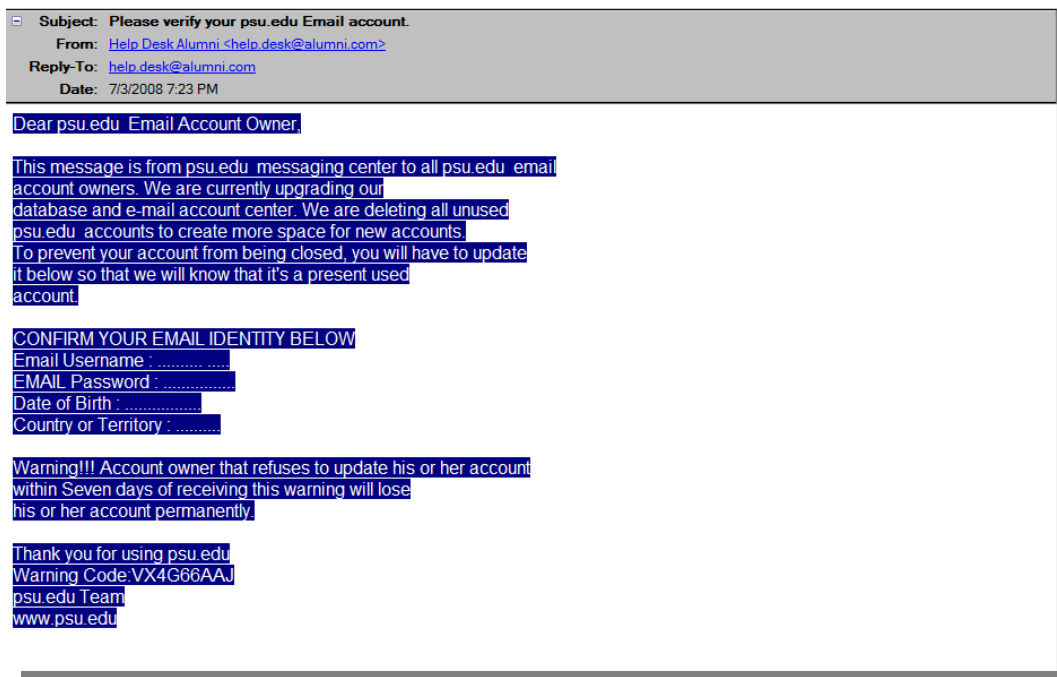 Subject: Please verify your psu.edu Email account.
From: Help Desk Alumni <help.desk@alumni.com>
Reply-To: help.desk@alumni.com
Date: 7/3/2008 7:23 PM
Dear psu.edu  Email Account Owner,
This message is from psu.edu  messaging center to all psu.edu  email
account owners. We are currently upgrading our
database and e-mail account center. We are deleting all unused
psu.edu  accounts to create more space for new accounts.
To prevent your account from being closed, you will have to update
it below so that we will know that it's a present used
account.
CONFIRM YOUR EMAIL IDENTITY BELOW
Email Username : .......... .....
EMAIL Password : ................
Date of Birth : .................
Country or Territory : ..........
Warning!!! Account owner that refuses to update his or her account
within Seven days of receiving this warning will lose
his or her account permanently.
Thank you for using psu.edu
Warning Code:VX4G66AAJ
psu.edu Team
www.psu.edu